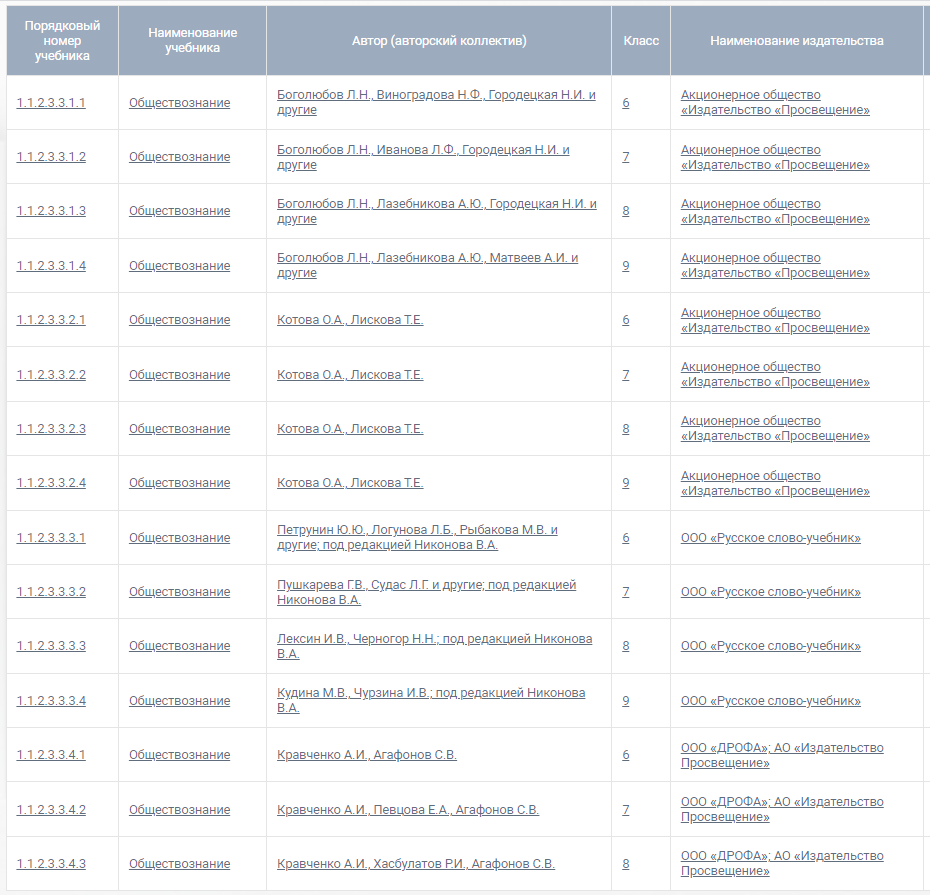 Порядковый
номер
учебника
Наименование
учебника
Автор (авторский коллектив)
Класс
Наименование издательства
1.1.2.3.3.1.1
Обществознание
Боголюбов Л.Н., Виноградова Н.Ф., Городецкая Н.И. и
другие
6
Акционерное общество
«Издательство «Просвещение»
1.1.2.3.3.1.2
Обществознание
Боголюбов Л.Н., Иванова Л.Ф., Городецкая Н.И. и
другие
7
Акционерное общество
«Издательство «Просвещение»
1.1.2.3.3.1.3
Обществознание
Боголюбов Л.Н., Лазебникова А.Ю., Городецкая Н.И. и
другие
8
Акционерное общество
«Издательство «Просвещение»
1.1.2.3.3.1.4
Обществознание
Боголюбов Л.Н., Лазебникова А.Ю., Матвеев А.И. и
другие
9
Акционерное общество
«Издательство «Просвещение»
1.1.2.3.3.2.1
Обществознание
Котова О.А., Лискова Т.Е.
6
Акционерное общество
«Издательство «Просвещение»
1.1.2.3.3.2.2
Обществознание
Котова О.А., Лискова Т.Е.
7
Акционерное общество
«Издательство «Просвещение»
1.1.2.3.3.2.3
Обществознание
Котова О.А., Лискова Т.Е.
8
Акционерное общество
«Издательство «Просвещение»
1.1.2.3.3.2.4
Обществознание
Котова О.А., Лискова Т.Е.
9
Акционерное общество
«Издательство «Просвещение»
1.1.2.3.3.3.1
Обществознание
Петрунин Ю.Ю., Логунова Л.Б., Рыбакова М.В. и
другие; под редакцией Никонова В.А.
6
ООО «Русское слово-учебник»
1.1.2.3.3.3.2
Обществознание
Пушкарева Г.В., Судас Л.Г. и другие; под редакцией
Никонова В.А.
7
ООО «Русское слово-учебник»
1.1.2.3.3.3.3
Обществознание
Лексин И.В., Черногор Н.Н.; под редакцией Никонова
В.А.
8
ООО «Русское слово-учебник»
1.1.2.3.3.3.4
Обществознание
Кудина М.В., Чурзина И.В.; под редакцией Никонова
В.А.
9
ООО «Русское слово-учебник»
1.1.2.3.3.4.1
Обществознание
Кравченко А.И., Агафонов С.В.
6
ООО «ДРОФА»; АО «Издательство
Просвещение»
1.1.2.3.3.4.2
Обществознание
Кравченко А.И., Певцова Е.А., Агафонов С.В.
7
ООО «ДРОФА»; АО «Издательство
Просвещение»
1.1.2.3.3.4.3
Обществознание
Кравченко А.И., Хасбулатов Р.И., Агафонов С.В.
8
ООО «ДРОФА»; АО «Издательство
Просвещение»